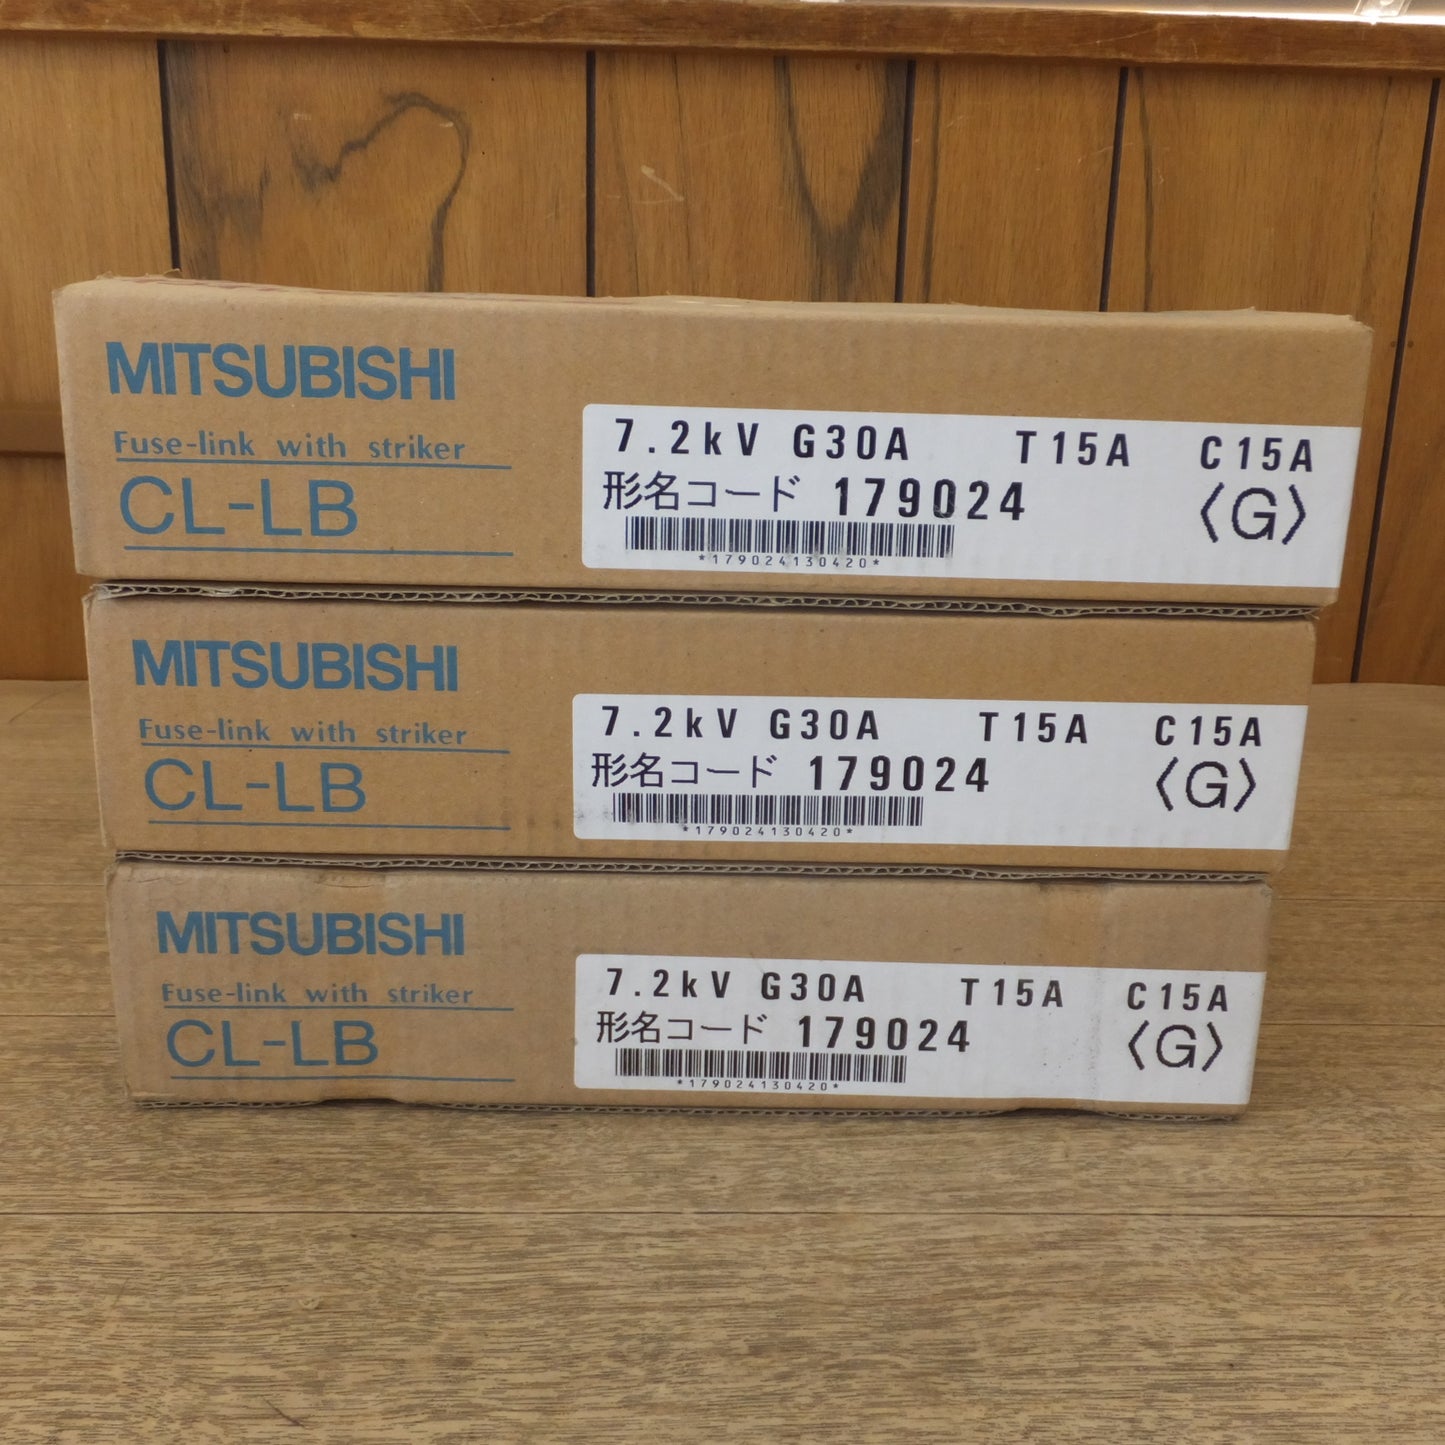 MITSUBISHI
Fuse-link with striker
CL-LB
7.2kV G30A T15A C15A
形名コード 179024 〈G〉
*179024130420*
MITSUBISHI
Fuse-link with striker
CL-LB
7.2kV G30A T15A C15A
形名コード 179024 〈G〉
*179024130420*
MITSUBISHI
Fuse-link with striker
CL-LB
7.2kV G30A T15A C15A
形名コード 179024 〈G〉
*179024130420*